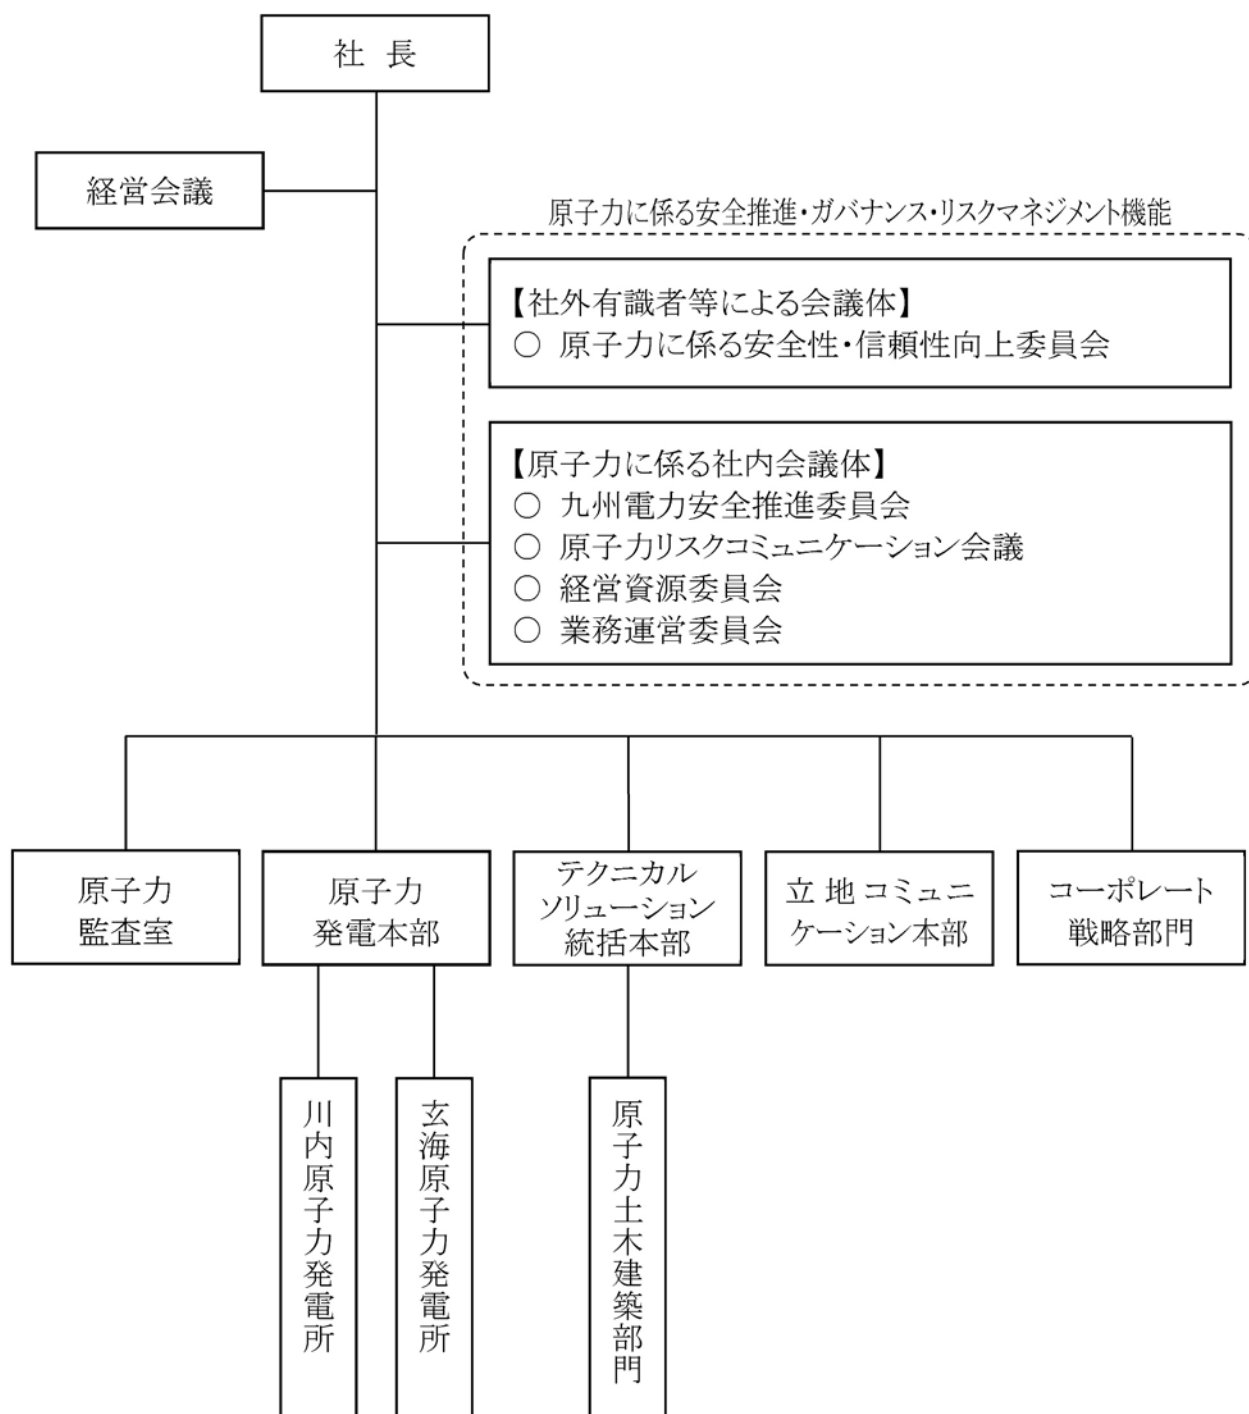 社 長
経営会議
原子力に係る安全推進・ガバナンス・リスクマネジメント機能
【社外有識者等による会議体】
○ 原子力に係る安全性・信頼性向上委員会
【原子力に係る社内会議体】
○ 九州電力安全推進委員会
○ 原子力リスクコミュニケーション会議
○ 経営資源委員会
○ 業務運営委員会
原子力
監査室
原子力
発電本部
テクニカル
ソリューション
統括本部
立地コミュニ
ケーション本部
コーポレート
戦略部門
川内原子力発電所
玄海原子力発電所
原子力土木建築部門